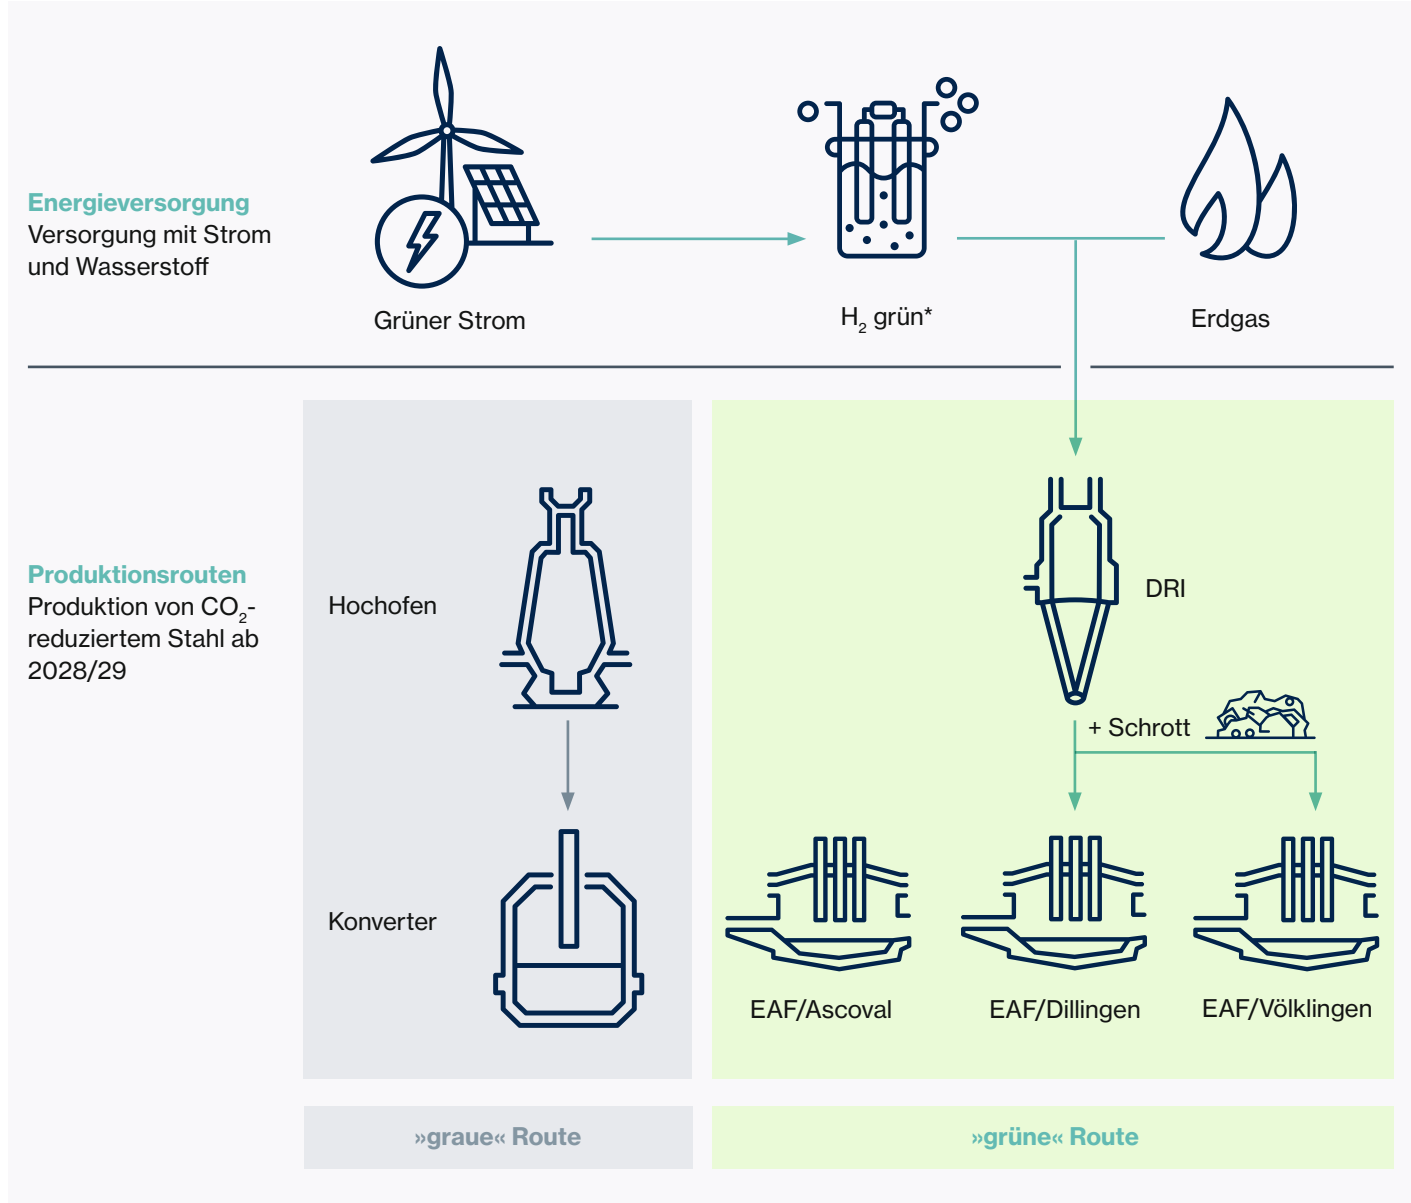 Energieversorgung
Versorgung mit Strom
und Wasserstoff
Grüner Strom
H₂ grün*
Erdgas
Produktionsrouten
Produktion von CO₂-
reduziertem Stahl ab
2028/29
Hochofen
Konverter
DRI
+ Schrott
EAF/Ascoval
EAF/Dillingen
EAF/Völklingen
»graue« Route
»grüne« Route